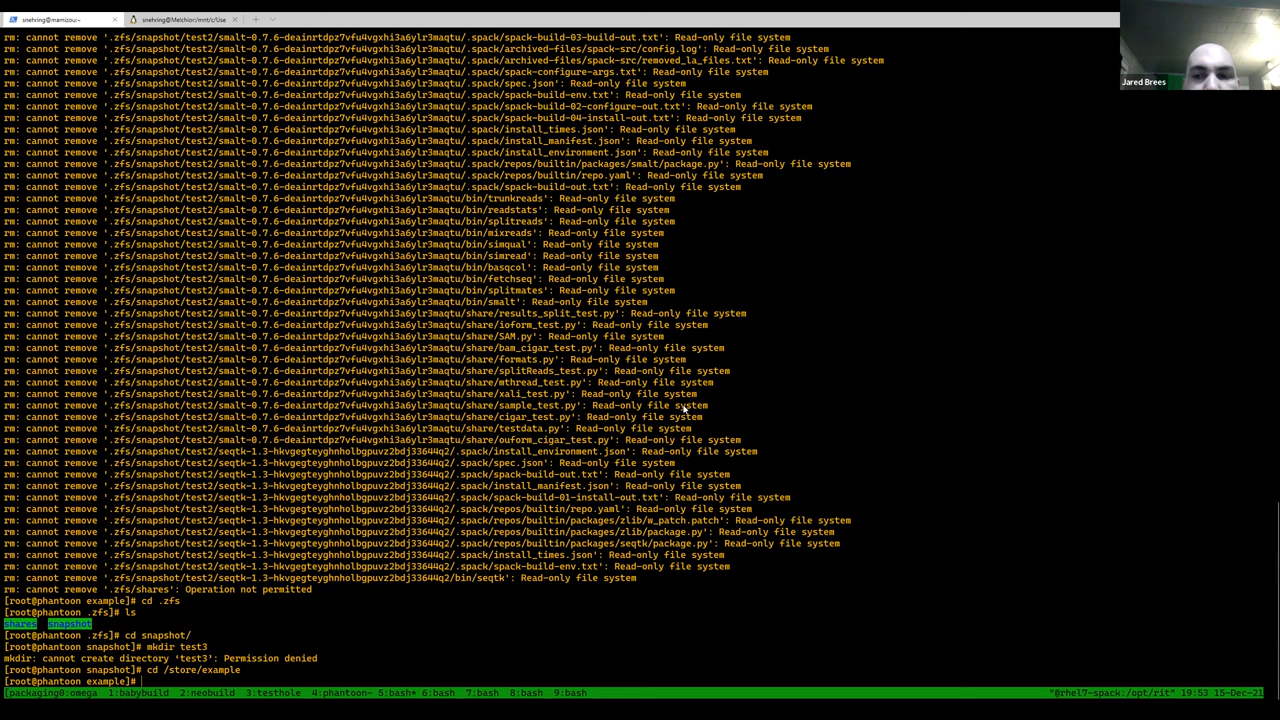 snehring@mamizou:~ × snehring@Melchior:/mnt/c/Use × + ∨
Jared Brees
rm: cannot remove '.zfs/snapshot/test2/smalt-0.7.6-deainrtdpz7vfu4vgxhi3a6ylr3maqtu/.spack/spack-build-03-build-out.txt': Read-only file system
rm: cannot remove '.zfs/snapshot/test2/smalt-0.7.6-deainrtdpz7vfu4vgxhi3a6ylr3maqtu/.spack/archived-files/spack-src/config.log': Read-only file system
rm: cannot remove '.zfs/snapshot/test2/smalt-0.7.6-deainrtdpz7vfu4vgxhi3a6ylr3maqtu/.spack/archived-files/spack-src/removed_la_files.txt': Read-only file system
rm: cannot remove '.zfs/snapshot/test2/smalt-0.7.6-deainrtdpz7vfu4vgxhi3a6ylr3maqtu/.spack/spack-configure-args.txt': Read-only file system
rm: cannot remove '.zfs/snapshot/test2/smalt-0.7.6-deainrtdpz7vfu4vgxhi3a6ylr3maqtu/.spack/spec.json': Read-only file system
rm: cannot remove '.zfs/snapshot/test2/smalt-0.7.6-deainrtdpz7vfu4vgxhi3a6ylr3maqtu/.spack/spack-build-env.txt': Read-only file system
rm: cannot remove '.zfs/snapshot/test2/smalt-0.7.6-deainrtdpz7vfu4vgxhi3a6ylr3maqtu/.spack/spack-build-02-configure-out.txt': Read-only file system
rm: cannot remove '.zfs/snapshot/test2/smalt-0.7.6-deainrtdpz7vfu4vgxhi3a6ylr3maqtu/.spack/spack-build-04-install-out.txt': Read-only file system
rm: cannot remove '.zfs/snapshot/test2/smalt-0.7.6-deainrtdpz7vfu4vgxhi3a6ylr3maqtu/.spack/install_times.json': Read-only file system
rm: cannot remove '.zfs/snapshot/test2/smalt-0.7.6-deainrtdpz7vfu4vgxhi3a6ylr3maqtu/.spack/install_manifest.json': Read-only file system
rm: cannot remove '.zfs/snapshot/test2/smalt-0.7.6-deainrtdpz7vfu4vgxhi3a6ylr3maqtu/.spack/install_environment.json': Read-only file system
rm: cannot remove '.zfs/snapshot/test2/smalt-0.7.6-deainrtdpz7vfu4vgxhi3a6ylr3maqtu/.spack/repos/builtin/packages/smalt/package.py': Read-only file system
rm: cannot remove '.zfs/snapshot/test2/smalt-0.7.6-deainrtdpz7vfu4vgxhi3a6ylr3maqtu/.spack/repos/builtin/repo.yaml': Read-only file system
rm: cannot remove '.zfs/snapshot/test2/smalt-0.7.6-deainrtdpz7vfu4vgxhi3a6ylr3maqtu/.spack/spack-build-out.txt': Read-only file system
rm: cannot remove '.zfs/snapshot/test2/smalt-0.7.6-deainrtdpz7vfu4vgxhi3a6ylr3maqtu/bin/trunkreads': Read-only file system
rm: cannot remove '.zfs/snapshot/test2/smalt-0.7.6-deainrtdpz7vfu4vgxhi3a6ylr3maqtu/bin/readstats': Read-only file system
rm: cannot remove '.zfs/snapshot/test2/smalt-0.7.6-deainrtdpz7vfu4vgxhi3a6ylr3maqtu/bin/splitreads': Read-only file system
rm: cannot remove '.zfs/snapshot/test2/smalt-0.7.6-deainrtdpz7vfu4vgxhi3a6ylr3maqtu/bin/mixreads': Read-only file system
rm: cannot remove '.zfs/snapshot/test2/smalt-0.7.6-deainrtdpz7vfu4vgxhi3a6ylr3maqtu/bin/simqual': Read-only file system
rm: cannot remove '.zfs/snapshot/test2/smalt-0.7.6-deainrtdpz7vfu4vgxhi3a6ylr3maqtu/bin/simread': Read-only file system
rm: cannot remove '.zfs/snapshot/test2/smalt-0.7.6-deainrtdpz7vfu4vgxhi3a6ylr3maqtu/bin/basqcol': Read-only file system
rm: cannot remove '.zfs/snapshot/test2/smalt-0.7.6-deainrtdpz7vfu4vgxhi3a6ylr3maqtu/bin/fetchseq': Read-only file system
rm: cannot remove '.zfs/snapshot/test2/smalt-0.7.6-deainrtdpz7vfu4vgxhi3a6ylr3maqtu/bin/splitmates': Read-only file system
rm: cannot remove '.zfs/snapshot/test2/smalt-0.7.6-deainrtdpz7vfu4vgxhi3a6ylr3maqtu/bin/smalt': Read-only file system
rm: cannot remove '.zfs/snapshot/test2/smalt-0.7.6-deainrtdpz7vfu4vgxhi3a6ylr3maqtu/share/results_split_test.py': Read-only file system
rm: cannot remove '.zfs/snapshot/test2/smalt-0.7.6-deainrtdpz7vfu4vgxhi3a6ylr3maqtu/share/ioform_test.py': Read-only file system
rm: cannot remove '.zfs/snapshot/test2/smalt-0.7.6-deainrtdpz7vfu4vgxhi3a6ylr3maqtu/share/SAM.py': Read-only file system
rm: cannot remove '.zfs/snapshot/test2/smalt-0.7.6-deainrtdpz7vfu4vgxhi3a6ylr3maqtu/share/bam_cigar_test.py': Read-only file system
rm: cannot remove '.zfs/snapshot/test2/smalt-0.7.6-deainrtdpz7vfu4vgxhi3a6ylr3maqtu/share/formats.py': Read-only file system
rm: cannot remove '.zfs/snapshot/test2/smalt-0.7.6-deainrtdpz7vfu4vgxhi3a6ylr3maqtu/share/splitReads_test.py': Read-only file system
rm: cannot remove '.zfs/snapshot/test2/smalt-0.7.6-deainrtdpz7vfu4vgxhi3a6ylr3maqtu/share/mthread_test.py': Read-only file system
rm: cannot remove '.zfs/snapshot/test2/smalt-0.7.6-deainrtdpz7vfu4vgxhi3a6ylr3maqtu/share/xali_test.py': Read-only file system
rm: cannot remove '.zfs/snapshot/test2/smalt-0.7.6-deainrtdpz7vfu4vgxhi3a6ylr3maqtu/share/sample_test.py': Read-only file system
rm: cannot remove '.zfs/snapshot/test2/smalt-0.7.6-deainrtdpz7vfu4vgxhi3a6ylr3maqtu/share/cigar_test.py': Read-only file system
rm: cannot remove '.zfs/snapshot/test2/smalt-0.7.6-deainrtdpz7vfu4vgxhi3a6ylr3maqtu/share/testdata.py': Read-only file system
rm: cannot remove '.zfs/snapshot/test2/smalt-0.7.6-deainrtdpz7vfu4vgxhi3a6ylr3maqtu/share/ouform_cigar_test.py': Read-only file system
rm: cannot remove '.zfs/snapshot/test2/seqtk-1.3-hkvgegteyghnnholbgpuvz2bdj33644q2/.spack/install_environment.json': Read-only file system
rm: cannot remove '.zfs/snapshot/test2/seqtk-1.3-hkvgegteyghnnholbgpuvz2bdj33644q2/.spack/spec.json': Read-only file system
rm: cannot remove '.zfs/snapshot/test2/seqtk-1.3-hkvgegteyghnnholbgpuvz2bdj33644q2/.spack/spack-build-out.txt': Read-only file system
rm: cannot remove '.zfs/snapshot/test2/seqtk-1.3-hkvgegteyghnnholbgpuvz2bdj33644q2/.spack/install_manifest.json': Read-only file system
rm: cannot remove '.zfs/snapshot/test2/seqtk-1.3-hkvgegteyghnnholbgpuvz2bdj33644q2/.spack/spack-build-01-install-out.txt': Read-only file system
rm: cannot remove '.zfs/snapshot/test2/seqtk-1.3-hkvgegteyghnnholbgpuvz2bdj33644q2/.spack/repos/builtin/repo.yaml': Read-only file system
rm: cannot remove '.zfs/snapshot/test2/seqtk-1.3-hkvgegteyghnnholbgpuvz2bdj33644q2/.spack/repos/builtin/packages/zlib/w_patch.patch': Read-only file system
rm: cannot remove '.zfs/snapshot/test2/seqtk-1.3-hkvgegteyghnnholbgpuvz2bdj33644q2/.spack/repos/builtin/packages/zlib/package.py': Read-only file system
rm: cannot remove '.zfs/snapshot/test2/seqtk-1.3-hkvgegteyghnnholbgpuvz2bdj33644q2/.spack/repos/builtin/packages/seqtk/package.py': Read-only file system
rm: cannot remove '.zfs/snapshot/test2/seqtk-1.3-hkvgegteyghnnholbgpuvz2bdj33644q2/.spack/install_times.json': Read-only file system
rm: cannot remove '.zfs/snapshot/test2/seqtk-1.3-hkvgegteyghnnholbgpuvz2bdj33644q2/.spack/spack-build-env.txt': Read-only file system
rm: cannot remove '.zfs/snapshot/test2/seqtk-1.3-hkvgegteyghnnholbgpuvz2bdj33644q2/bin/seqtk': Read-only file system
rm: cannot remove '.zfs/shares': Operation not permitted
[root@phantoon example]# cd .zfs
[root@phantoon .zfs]# ls
shares snapshot
[root@phantoon .zfs]# cd snapshot/
[root@phantoon snapshot]# mkdir test3
mkdir: cannot create directory ‘test3’: Permission denied
[root@phantoon snapshot]# cd /store/example
[root@phantoon example]#
[packaging0:omega 1:babybuild 2:neobuild 3:testhole 4:phantoon- 5:bash* 6:bash 7:bash 8:bash 9:bash "@rhel7-spack:/opt/rit" 19:53 15-Dec-21